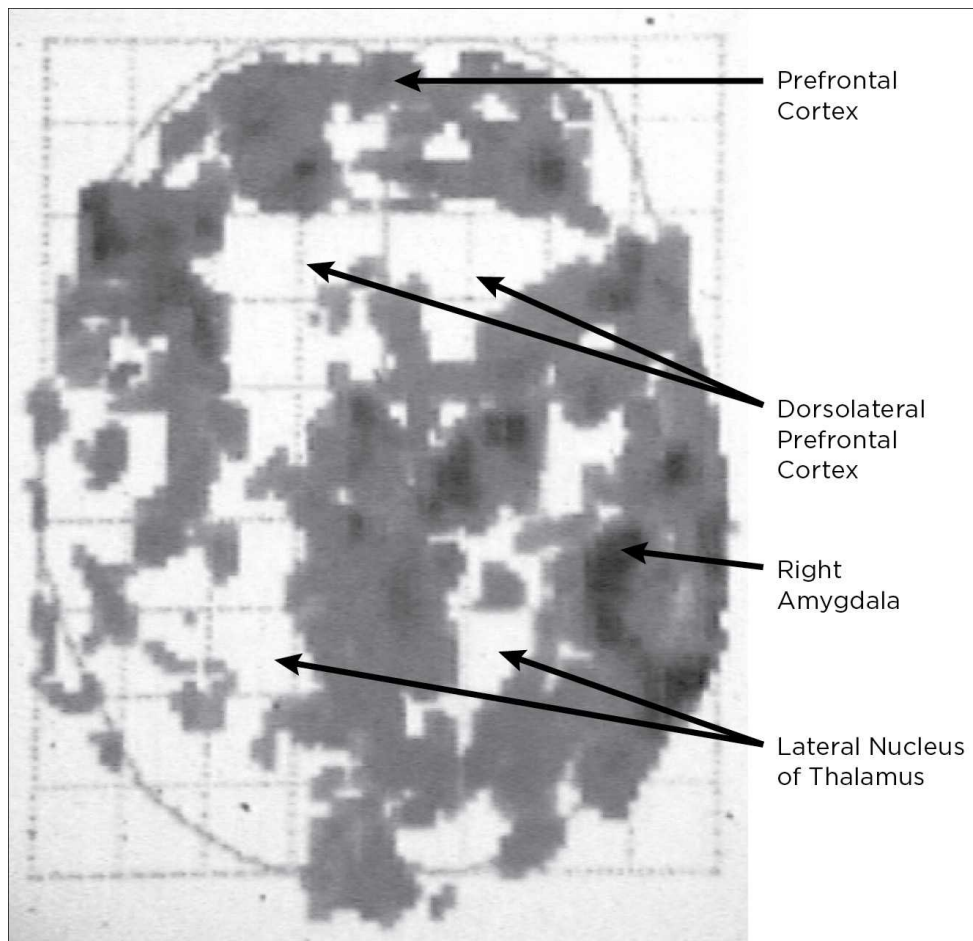 Prefrontal
Cortex
Dorsolateral
Prefrontal
Cortex
Right
Amygdala
Lateral Nucleus
of Thalamus